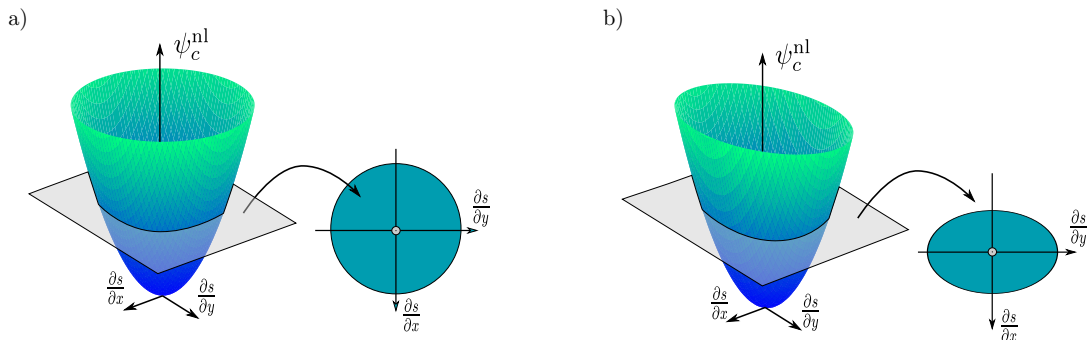 a)
b)
ψ_c^nl
∂s/∂x
∂s/∂y
∂s/∂y
∂s/∂x
ψ_c^nl
∂s/∂x
∂s/∂y
∂s/∂y
∂s/∂x